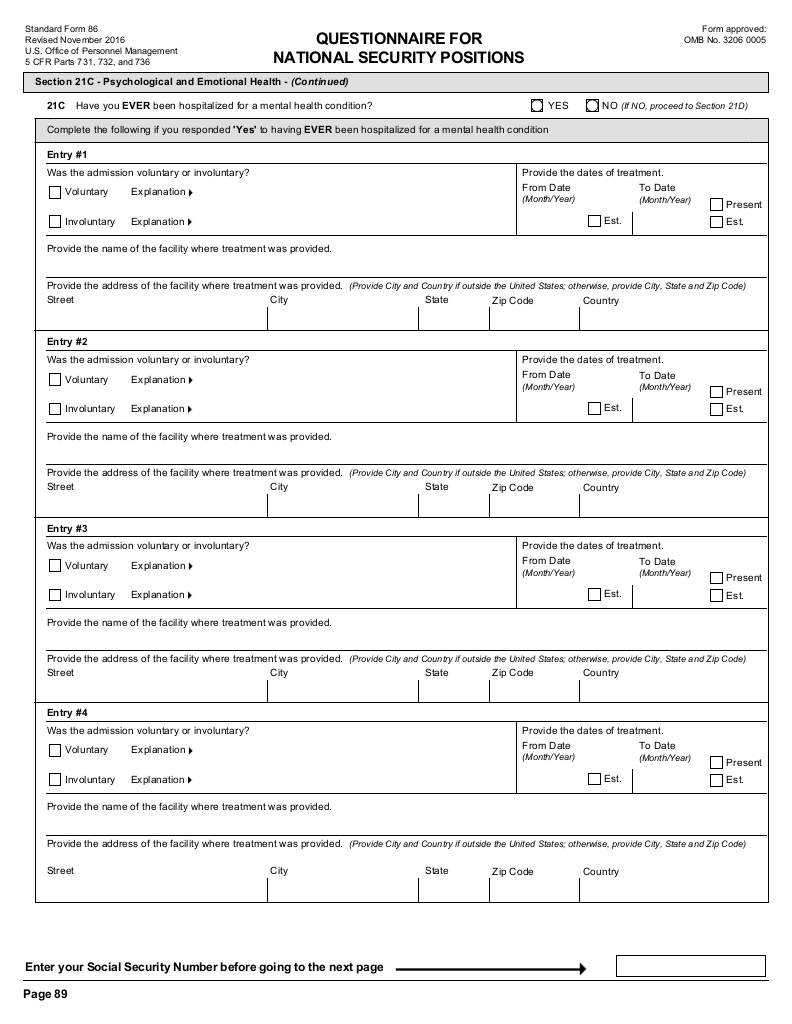 Standard Form 86
Revised November 2016
U.S. Office of Personnel Management
5 CFR Parts 731, 732, and 736
QUESTIONNAIRE FOR
NATIONAL SECURITY POSITIONS
Form approved:
OMB No. 3206 0005
Section 21C - Psychological and Emotional Health - (Continued)
21C Have you EVER been hospitalized for a mental health condition? YES NO (If NO, proceed to Section 21D)
Complete the following if you responded 'Yes' to having EVER been hospitalized for a mental health condition
Entry #1
Was the admission voluntary or involuntary? Provide the dates of treatment.
Voluntary Explanation From Date (Month/Year) To Date (Month/Year) Present
Involuntary Explanation Est. Est.
Provide the name of the facility where treatment was provided.
Provide the address of the facility where treatment was provided. (Provide City and Country if outside the United States; otherwise, provide City, State and Zip Code)
Street City State Zip Code Country
Entry #2
Was the admission voluntary or involuntary? Provide the dates of treatment.
Voluntary Explanation From Date (Month/Year) To Date (Month/Year) Present
Involuntary Explanation Est. Est.
Provide the name of the facility where treatment was provided.
Provide the address of the facility where treatment was provided. (Provide City and Country if outside the United States; otherwise, provide City, State and Zip Code)
Street City State Zip Code Country
Entry #3
Was the admission voluntary or involuntary? Provide the dates of treatment.
Voluntary Explanation From Date (Month/Year) To Date (Month/Year) Present
Involuntary Explanation Est. Est.
Provide the name of the facility where treatment was provided.
Provide the address of the facility where treatment was provided. (Provide City and Country if outside the United States; otherwise, provide City, State and Zip Code)
Street City State Zip Code Country
Entry #4
Was the admission voluntary or involuntary? Provide the dates of treatment.
Voluntary Explanation From Date (Month/Year) To Date (Month/Year) Present
Involuntary Explanation Est. Est.
Provide the name of the facility where treatment was provided.
Provide the address of the facility where treatment was provided. (Provide City and Country if outside the United States; otherwise, provide City, State and Zip Code)
Street City State Zip Code Country
Enter your Social Security Number before going to the next page
Page 89